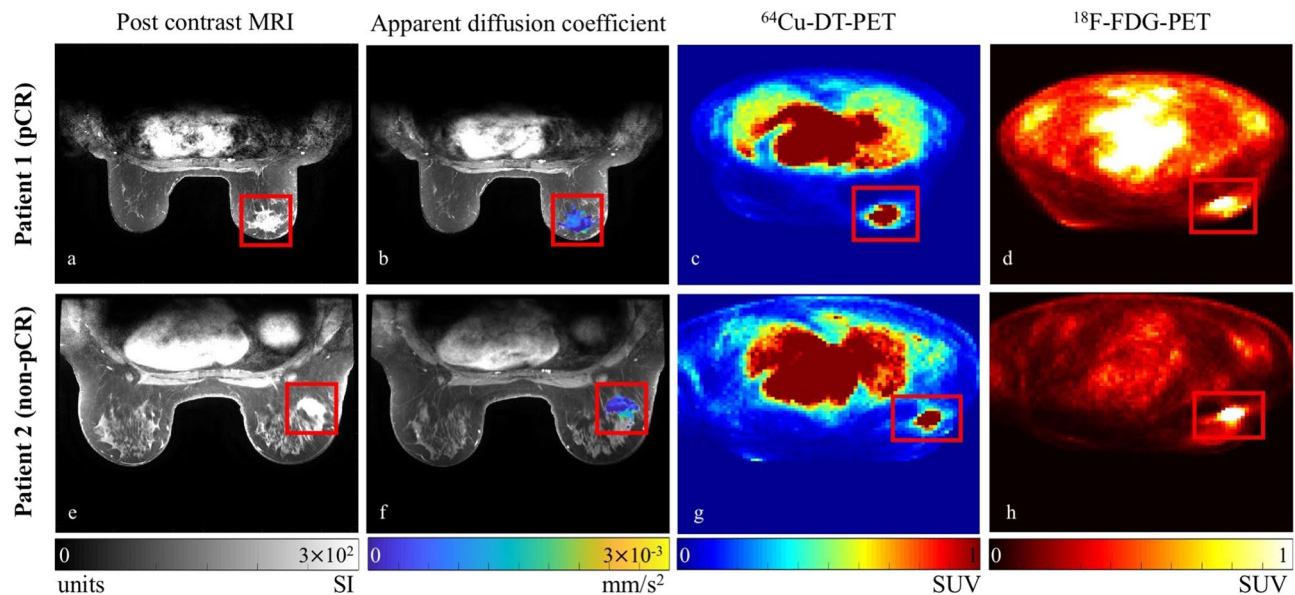 Post contrast MRI Apparent diffusion coefficient ⁶⁴Cu-DT-PET ¹⁸F-FDG-PET
Patient 1 (pCR)
a b c d
Patient 2 (non-pCR)
e f g h
0 3×10² 0 3×10⁻³ 0 1 0 1
units SI mm/s² SUV SUV